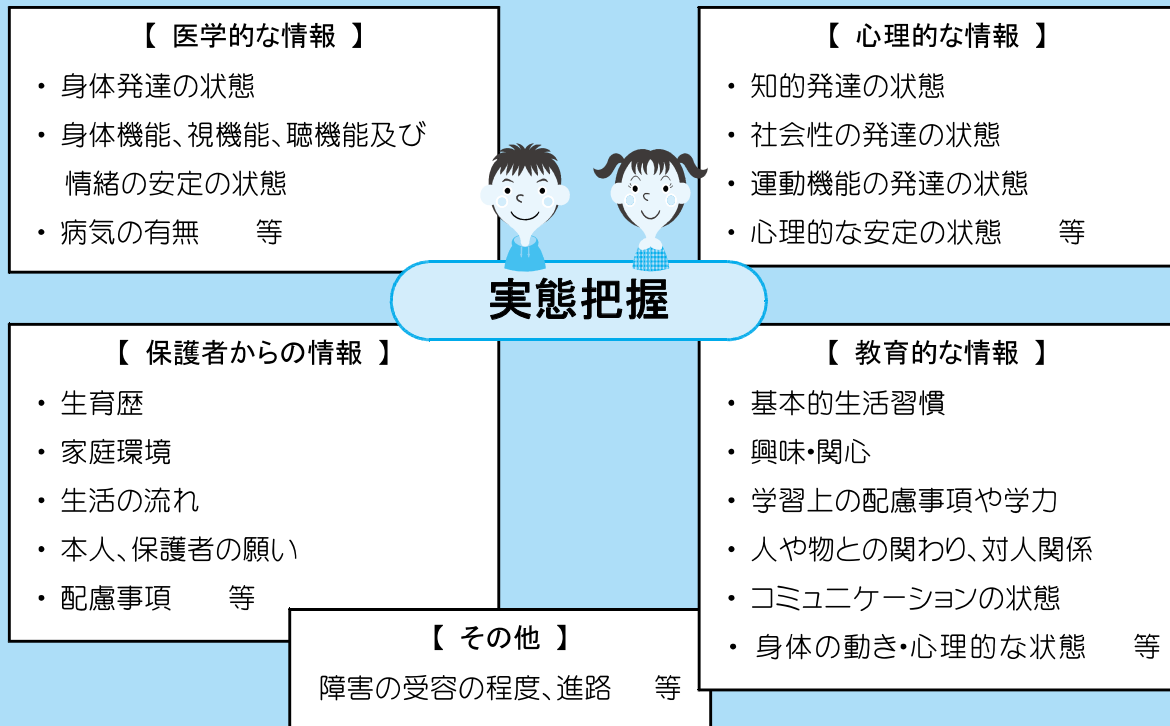 【 医学的な情報 】
・ 身体発達の状態
・ 身体機能、視機能、聴機能及び
情緒の安定の状態
・ 病気の有無　　等
【 心理的な情報 】
・ 知的発達の状態
・ 社会性の発達の状態
・ 運動機能の発達の状態
・ 心理的な安定の状態　　等
実態把握
【 保護者からの情報 】
・ 生育歴
・ 家庭環境
・ 生活の流れ
・ 本人、保護者の願い
・ 配慮事項　　等
【 教育的な情報 】
・ 基本的生活習慣
・ 興味・関心
・ 学習上の配慮事項や学力
・ 人や物との関わり、対人関係
・ コミュニケーションの状態
・ 身体の動き・心理的な状態　　等
【 その他 】
障害の受容の程度、進路　　等